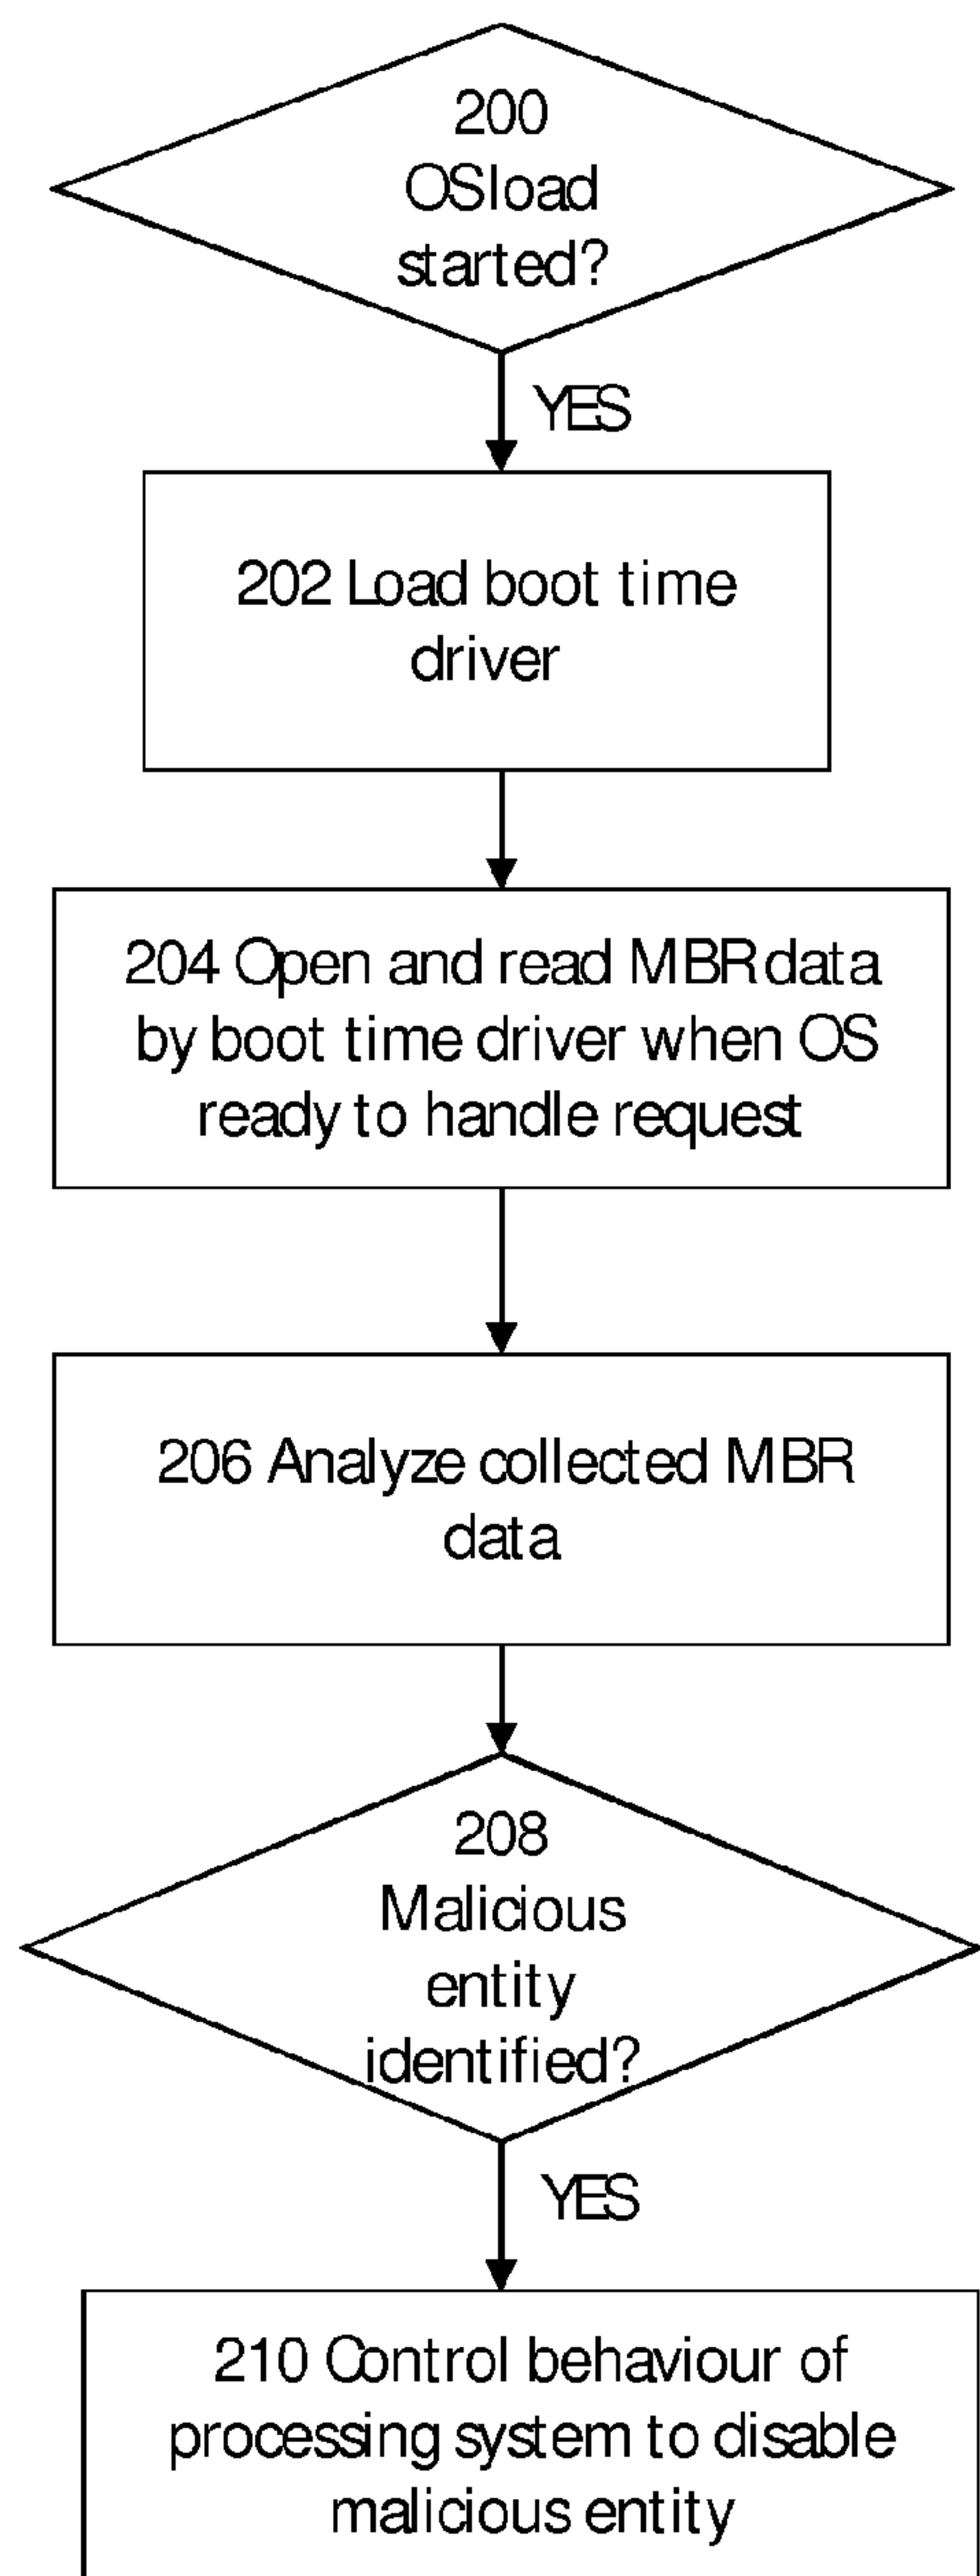 200
OS load
started?
YES
202 Load boot time
driver
204 Open and read MBR data
by boot time driver when OS
ready to handle request
206 Analyze collected MBR
data
208
Malicious
entity
identified?
YES
210 Control behaviour of
processing system to disable
malicious entity